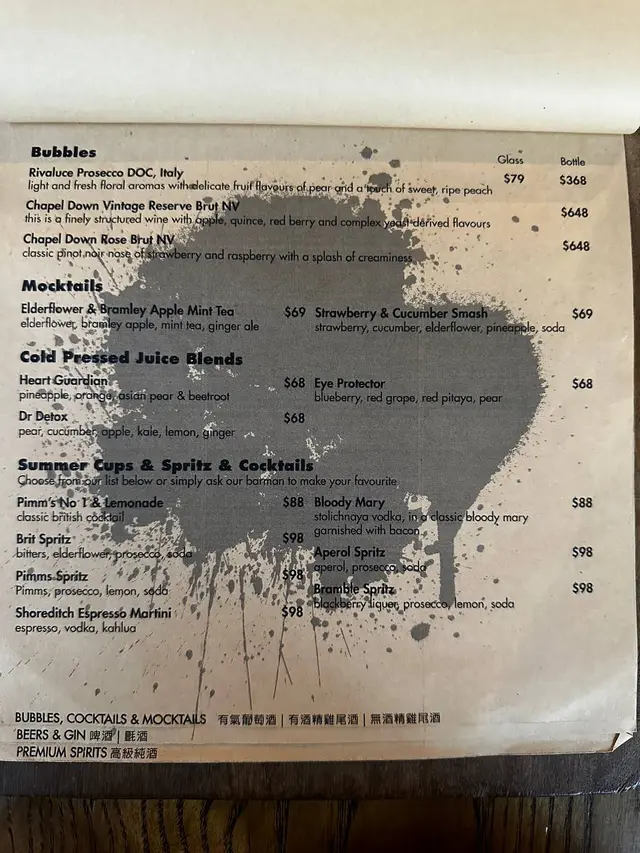 Bubbles
Glass Bottle
Rivaluce Prosecco DOC, Italy $79 $368
light and fresh floral aromas with delicate fruit flavours of pear and a touch of sweet, ripe peach
Chapel Down Vintage Reserve Brut NV $648
this is a finely structured wine with apple, quince, red berry and complex yeast-derived flavours
Chapel Down Rose Brut NV $648
classic pinot noir nose of strawberry and raspberry with a splash of creaminess
Mocktails
Elderflower & Bramley Apple Mint Tea $69
elderflower, bramley apple, mint tea, ginger ale
Strawberry & Cucumber Smash $69
strawberry, cucumber, elderflower, pineapple, soda
Cold Pressed Juice Blends
Heart Guardian $68
pineapple, orange, asian pear & beetroot
Eye Protector $68
blueberry, red grape, red pitaya, pear
Dr Detox $68
pear, cucumber, apple, kale, lemon, ginger
Summer Cups & Spritz & Cocktails
Choose from our list below or simply ask our barman to make your favourite
Pimm's No 1 & Lemonade $88
classic british cocktail
Brit Spritz $98
bitters, elderflower, prosecco, soda
Pimms Spritz $98
Pimms, prosecco, lemon, soda
Shoreditch Espresso Martini $98
espresso, vodka, kahlua
Bloody Mary $88
stolichnaya vodka, in a classic bloody mary
garnished with bacon
Aperol Spritz $98
aperol, prosecco, soda
Bramble Spritz $98
blackberry liquer, prosecco, lemon, soda
BUBBLES, COCKTAILS & MOCKTAILS 有氣葡萄酒 | 有酒精雞尾酒 | 無酒精雞尾酒
BEERS & GIN 啤酒 | 氈酒
PREMIUM SPIRITS 高級純酒